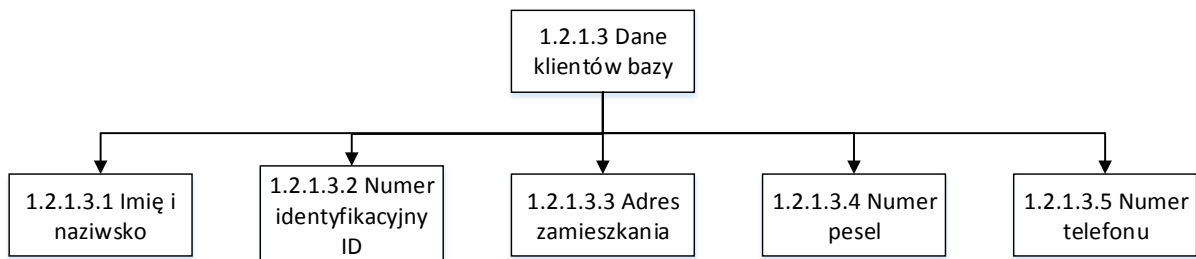 1.2.1.3 Dane
klientów bazy
1.2.1.3.1 Imię i
naziwsko
1.2.1.3.2 Numer
identyfikacyjny
ID
1.2.1.3.3 Adres
zamieszkania
1.2.1.3.4 Numer
pesel
1.2.1.3.5 Numer
telefonu